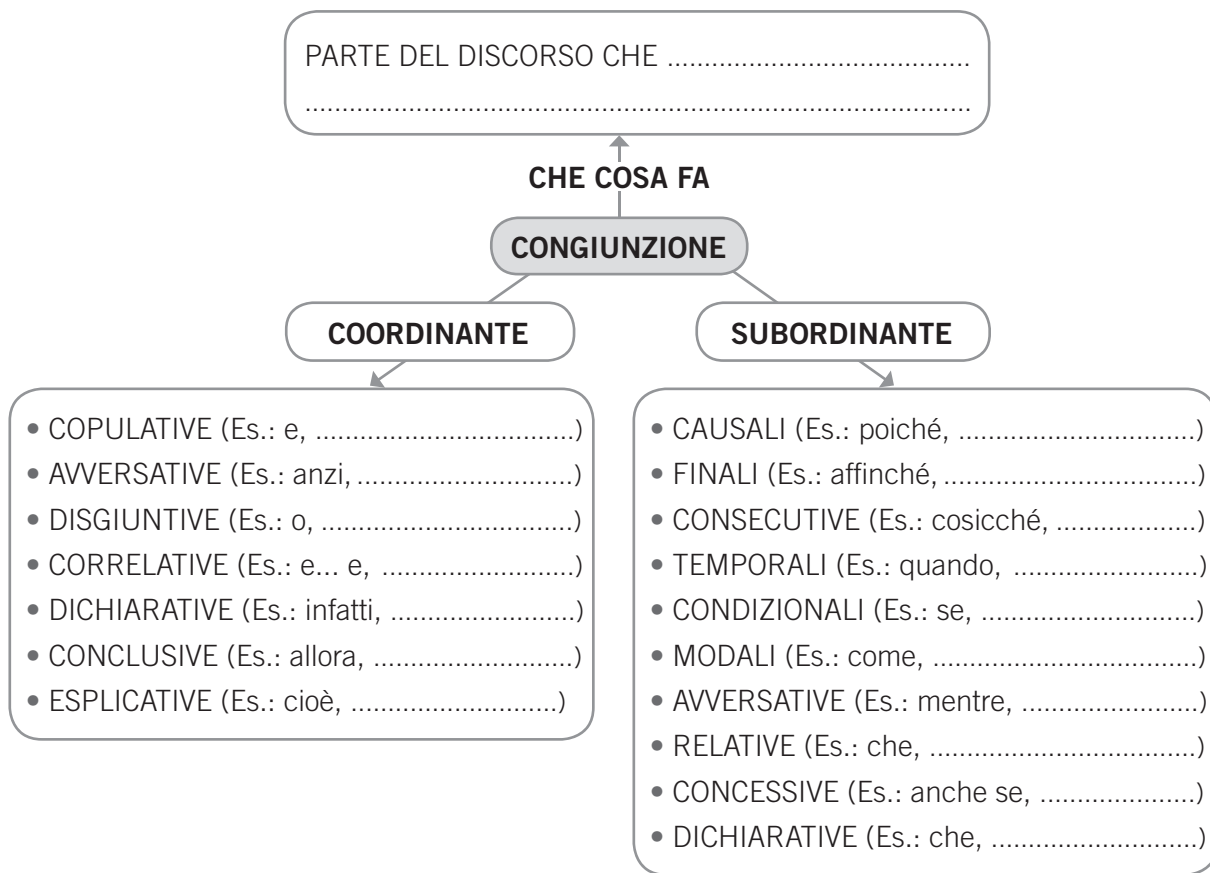 PARTE DEL DISCORSO CHE .........................................
..........................................................................................
CHE COSA FA
CONGIUNZIONE
COORDINANTE
SUBORDINANTE
• COPULATIVE (Es.: e, ...................................)
• AVVERSATIVE (Es.: anzi, ..............................)
• DISGIUNTIVE (Es.: o, ..................................)
• CORRELATIVE (Es.: e... e, ..........................)
• DICHIARATIVE (Es.: infatti, .........................)
• CONCLUSIVE (Es.: allora, ...........................)
• ESPLICATIVE (Es.: cioè, ............................)
• CAUSALI (Es.: poiché, ................................)
• FINALI (Es.: affinché, ..................................)
• CONSECUTIVE (Es.: cosicché, ...................)
• TEMPORALI (Es.: quando, ..........................)
• CONDIZIONALI (Es.: se, ..............................)
• MODALI (Es.: come, ....................................)
• AVVERSATIVE (Es.: mentre, ........................)
• RELATIVE (Es.: che, ....................................)
• CONCESSIVE (Es.: anche se, ......................)
• DICHIARATIVE (Es.: che, ............................)